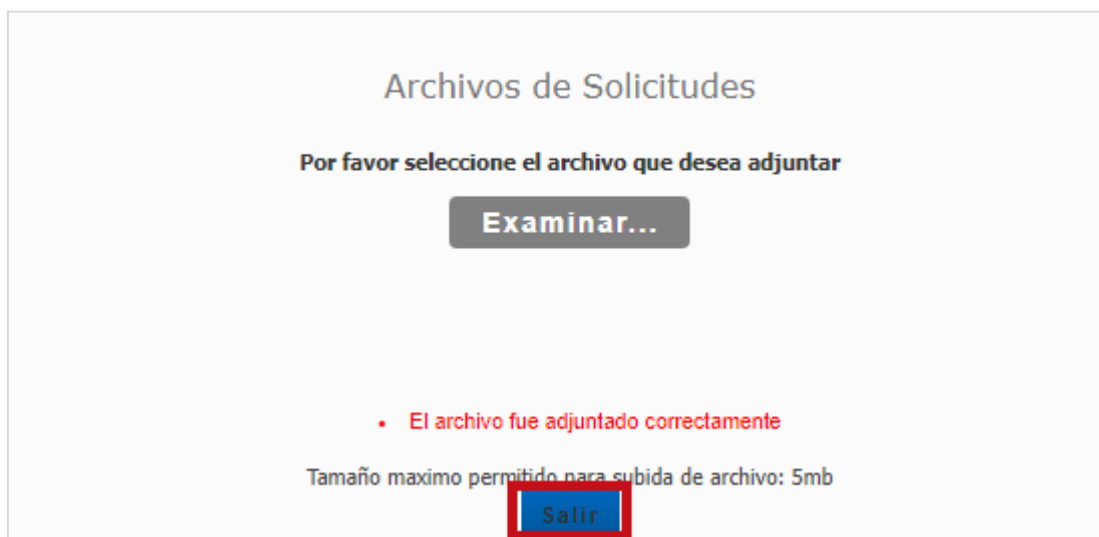 Archivos de Solicitudes
Por favor seleccione el archivo que desea adjuntar
Examinar...
• El archivo fue adjuntado correctamente
Tamaño maximo permitido para subida de archivo: 5mb
Salir